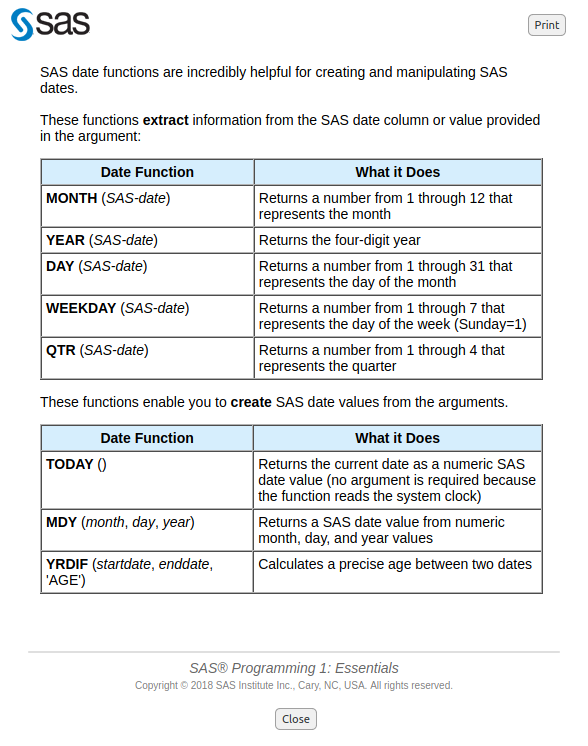 sas
Print
SAS date functions are incredibly helpful for creating and manipulating SAS
dates.
These functions extract information from the SAS date column or value provided
in the argument:
Date Function What it Does
MONTH (SAS-date) Returns a number from 1 through 12 that
represents the month
YEAR (SAS-date) Returns the four-digit year
DAY (SAS-date) Returns a number from 1 through 31 that
represents the day of the month
WEEKDAY (SAS-date) Returns a number from 1 through 7 that
represents the day of the week (Sunday=1)
QTR (SAS-date) Returns a number from 1 through 4 that
represents the quarter
These functions enable you to create SAS date values from the arguments.
Date Function What it Does
TODAY () Returns the current date as a numeric SAS
date value (no argument is required because
the function reads the system clock)
MDY (month, day, year) Returns a SAS date value from numeric
month, day, and year values
YRDIF (startdate, enddate, Calculates a precise age between two dates
'AGE')
SAS® Programming 1: Essentials
Copyright © 2018 SAS Institute Inc., Cary, NC, USA. All rights reserved.
Close